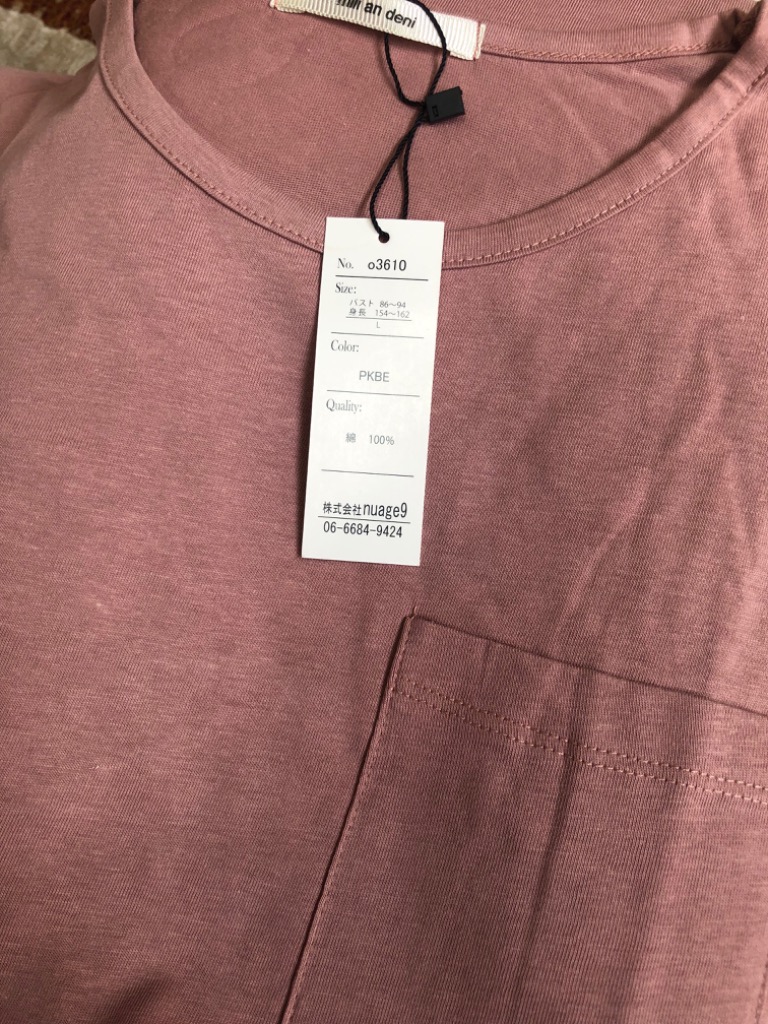 an deni
No. o3610
Size:
バスト 86〜94
身長 154〜162
L
Color:
PKBE
Quality:
綿 100%
株式会社nuage9
06-6684-9424